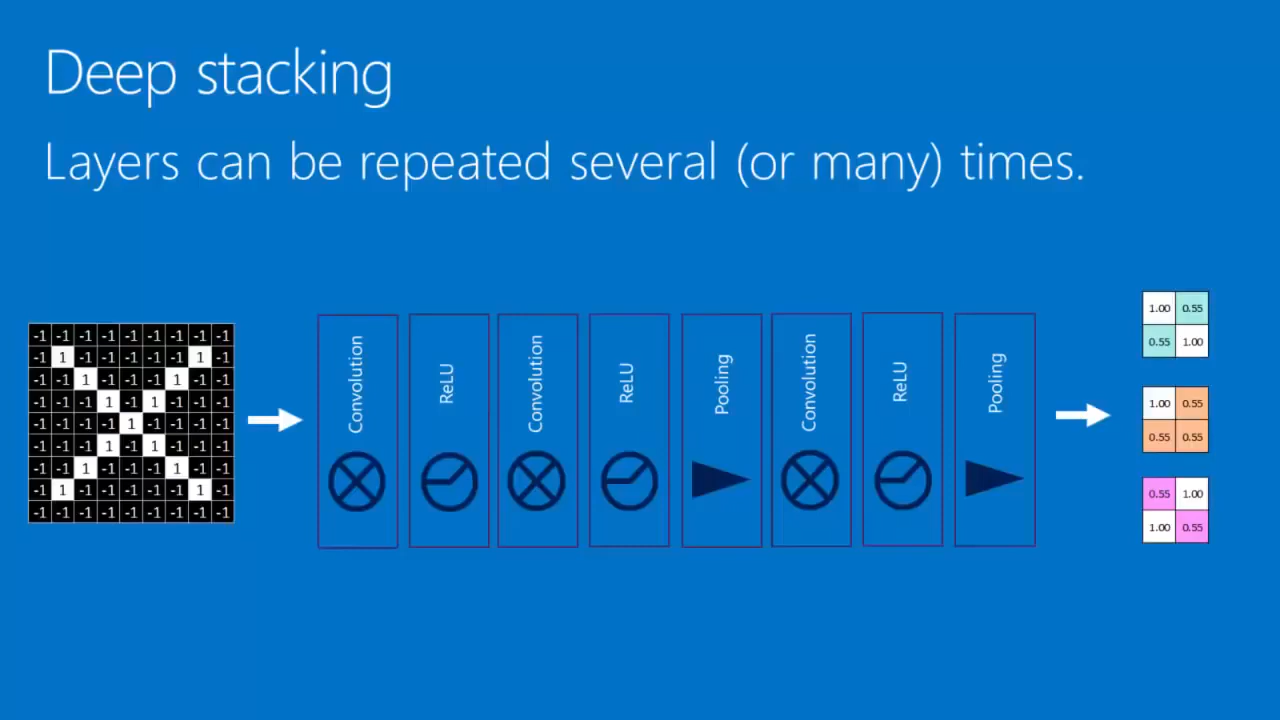 Deep stacking
Layers can be repeated several (or many) times.
-1 -1 -1 -1 -1 -1 -1 -1 -1
-1 1 -1 -1 -1 -1 -1 1 -1
-1 -1 1 -1 -1 -1 1 -1 -1
-1 -1 -1 1 -1 1 -1 -1 -1
-1 -1 -1 -1 1 -1 -1 -1 -1
-1 -1 -1 1 -1 1 -1 -1 -1
-1 -1 1 -1 -1 -1 1 -1 -1
-1 1 -1 -1 -1 -1 -1 1 -1
-1 -1 -1 -1 -1 -1 -1 -1 -1
Convolution
ReLU
Convolution
ReLU
Pooling
Convolution
ReLU
Pooling
1.00 0.55
0.55 1.00
1.00 0.55
0.55 0.55
0.55 1.00
1.00 0.55